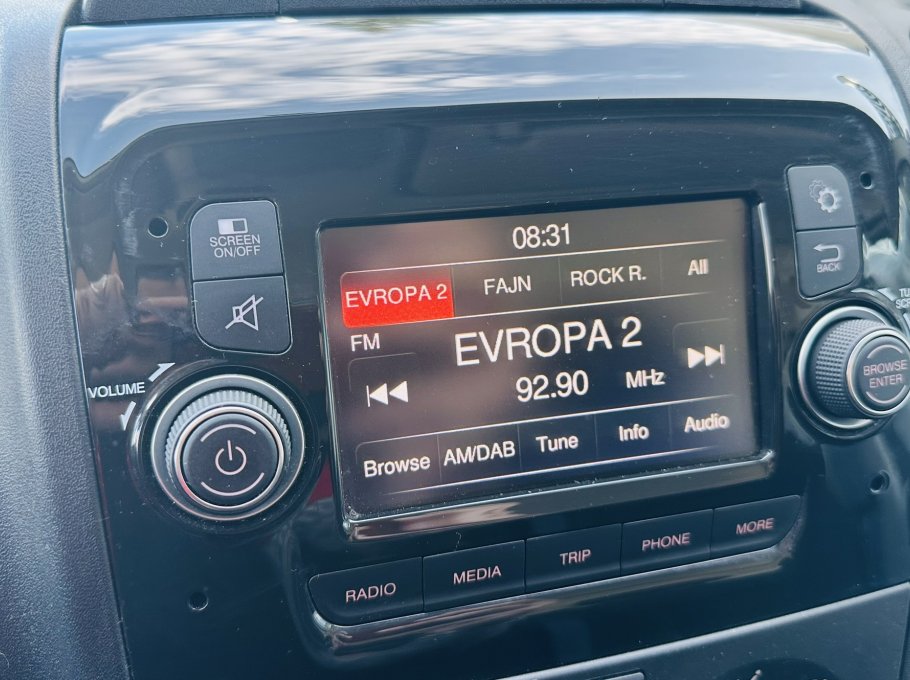 SCREEN
ON/OFF
08:31
EVROPA 2 FAJN ROCK R. All
FM
EVROPA 2
92.90 MHz
Browse AM/DAB Tune Info Audio
BACK
VOLUME
BROWSE
ENTER
RADIO MEDIA TRIP PHONE MORE